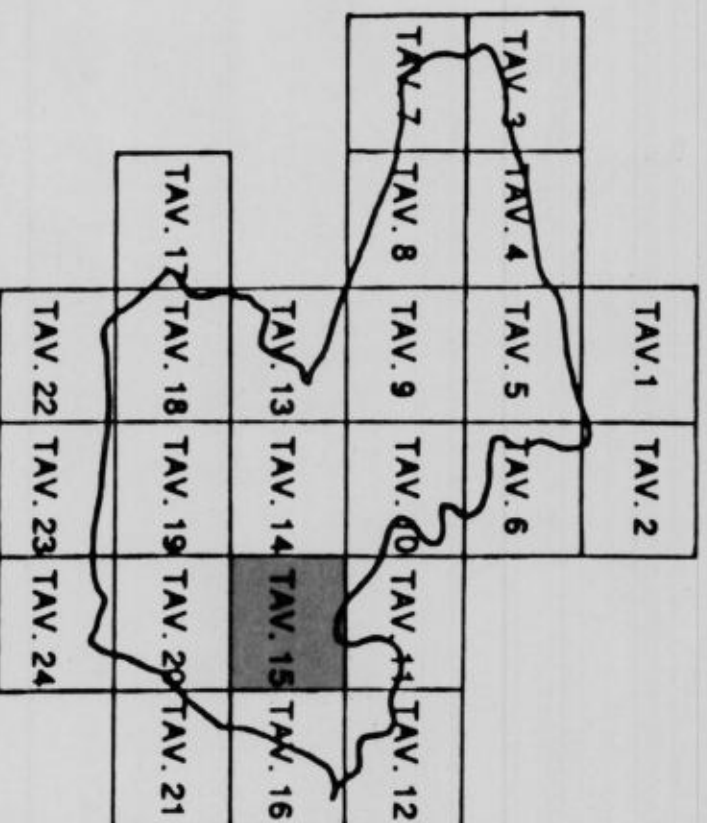 TAV.1 TAV. 2
TAV. 3 TAV. 4 TAV. 5 TAV. 6
TAV. 7 TAV. 8 TAV. 9 TAV. 10 TAV. 11 TAV. 12
TAV. 13 TAV. 14 TAV. 15 TAV. 16
TAV. 17 TAV. 18 TAV. 19 TAV. 20 TAV. 21
TAV. 22 TAV. 23 TAV. 24